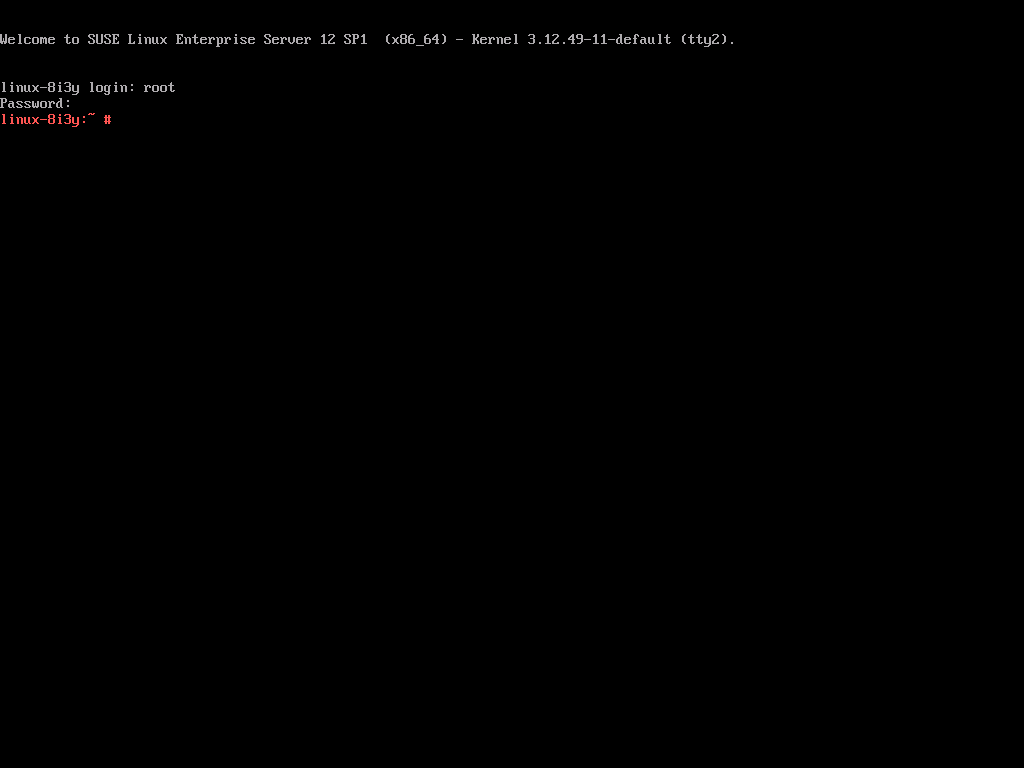 Welcome to SUSE Linux Enterprise Server 12 SP1  (x86_64) - Kernel 3.12.49-11-default (tty2).
linux-8i3y login: root
Password:
linux-8i3y:~ #